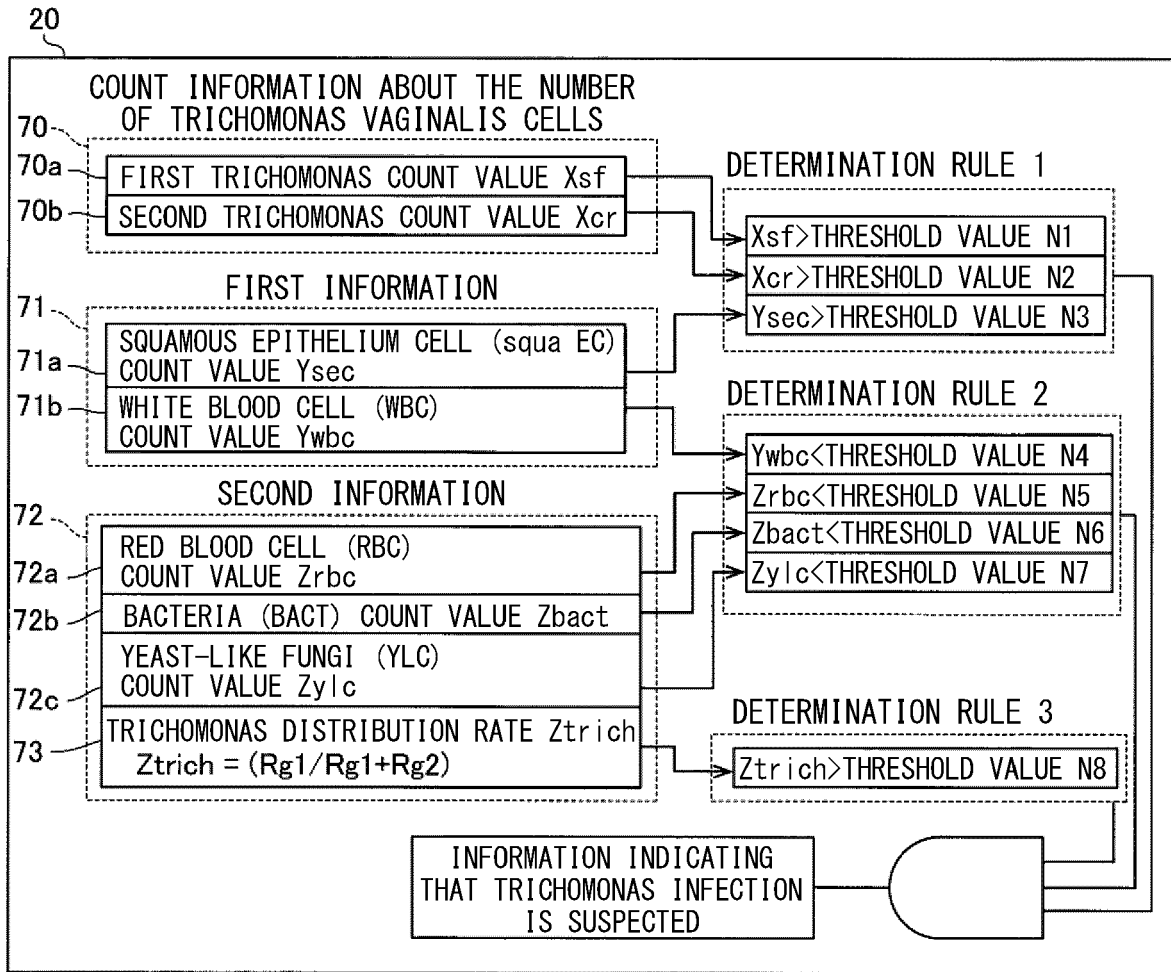 20
COUNT INFORMATION ABOUT THE NUMBER
OF TRICHOMONAS VAGINALIS CELLS
70
70a
FIRST TRICHOMONAS COUNT VALUE Xsf
70b
SECOND TRICHOMONAS COUNT VALUE Xcr
DETERMINATION RULE 1
Xsf>THRESHOLD VALUE N1
Xcr>THRESHOLD VALUE N2
Ysec>THRESHOLD VALUE N3
FIRST INFORMATION
71
SQUAMOUS EPITHELIUM CELL (squa EC)
71a
COUNT VALUE Ysec
71b
WHITE BLOOD CELL (WBC)
COUNT VALUE Ywbc
DETERMINATION RULE 2
Ywbc<THRESHOLD VALUE N4
Zrbc<THRESHOLD VALUE N5
Zbact<THRESHOLD VALUE N6
Zylc<THRESHOLD VALUE N7
SECOND INFORMATION
72
RED BLOOD CELL (RBC)
72a
COUNT VALUE Zrbc
72b
BACTERIA (BACT) COUNT VALUE Zbact
YEAST-LIKE FUNGI (YLC)
72c
COUNT VALUE Zylc
73
TRICHOMONAS DISTRIBUTION RATE Ztrich
Ztrich = (Rg1/Rg1+Rg2)
DETERMINATION RULE 3
Ztrich>THRESHOLD VALUE N8
INFORMATION INDICATING
THAT TRICHOMONAS INFECTION
IS SUSPECTED